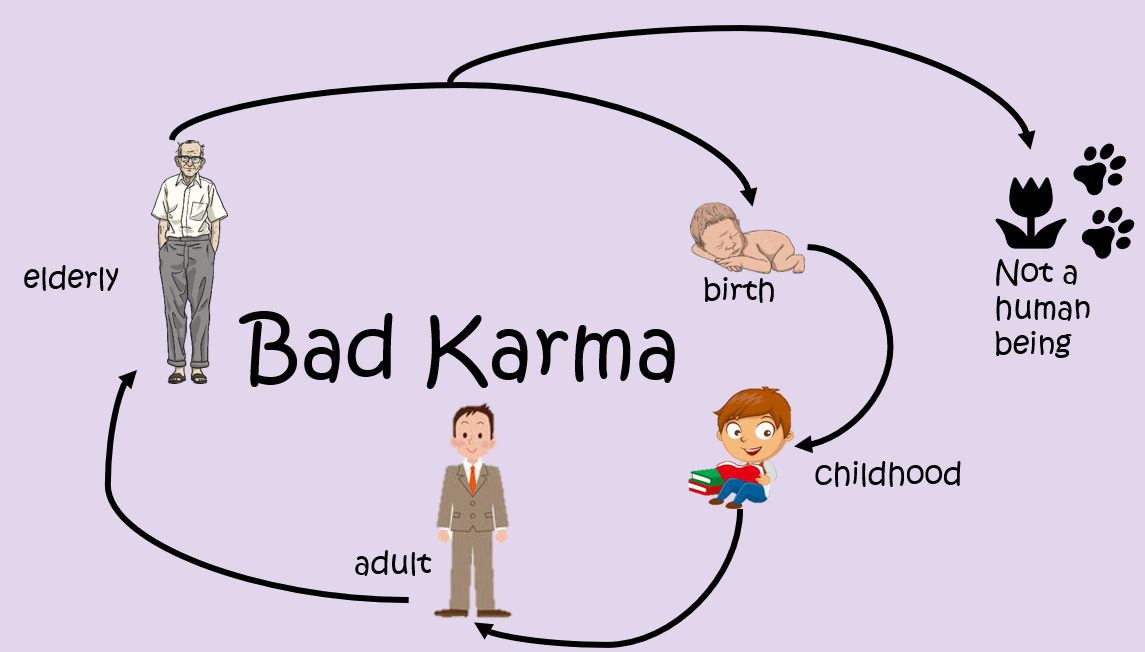 elderly
birth
Not a
human
being
Bad Karma
childhood
adult